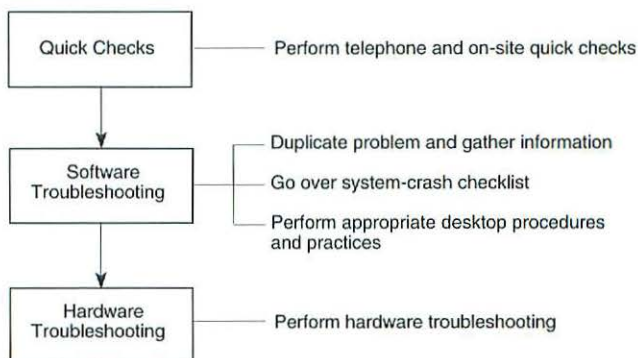 Quick Checks
Perform telephone and on-site quick checks
Software
Troubleshooting
Duplicate problem and gather information
Go over system-crash checklist
Perform appropriate desktop procedures
and practices
Hardware
Troubleshooting
Perform hardware troubleshooting